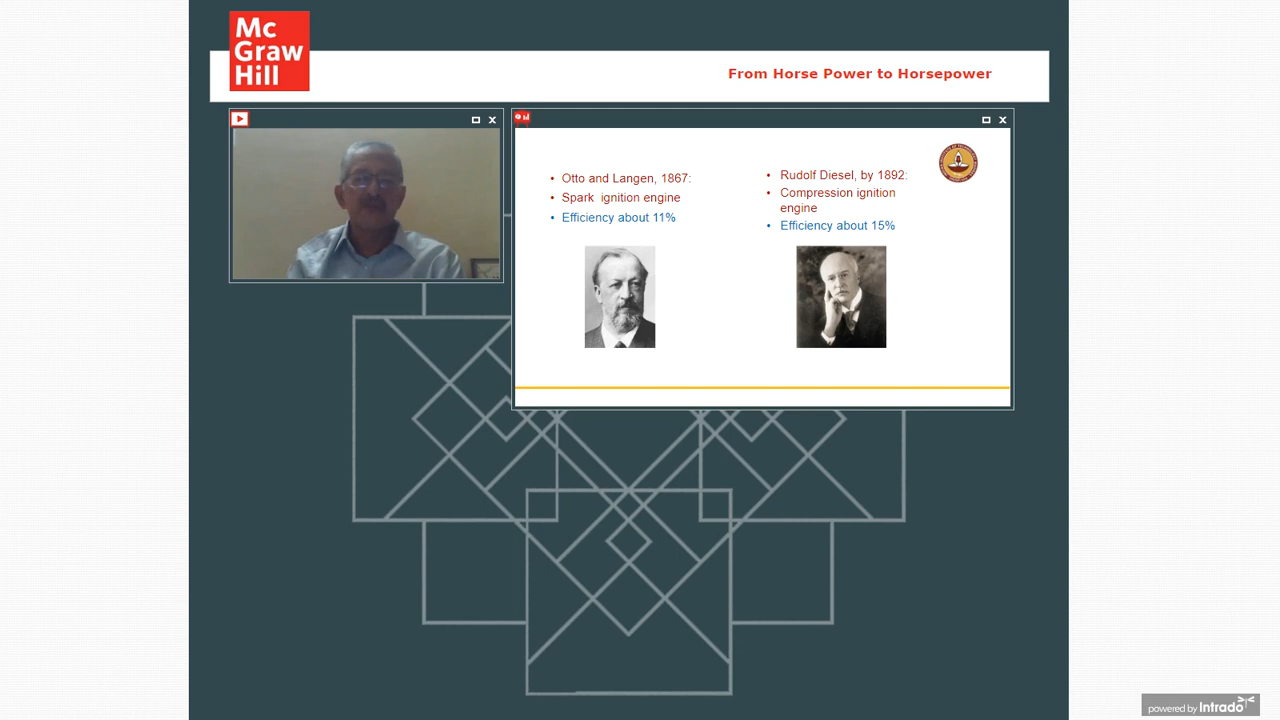 Mc
Graw
Hill
From Horse Power to Horsepower
• Otto and Langen, 1867:
• Spark ignition engine
• Efficiency about 11%
• Rudolf Diesel, by 1892:
• Compression ignition
engine
• Efficiency about 15%
powered by Intrado